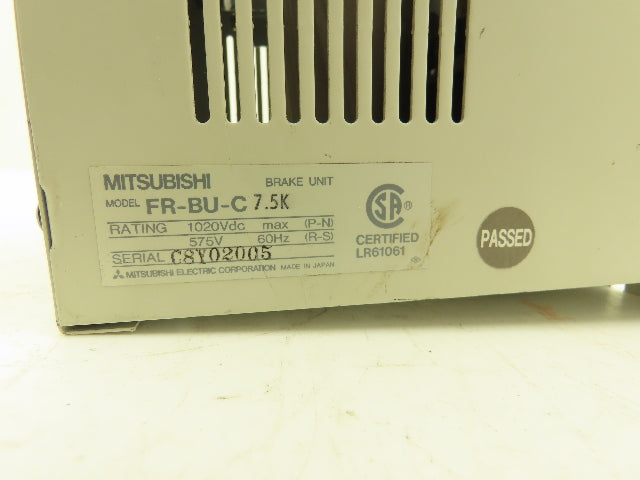 MITSUBISHI BRAKE UNIT
MODEL FR-BU-C 7.5K
RATING 1020Vdc max (P-N)
575V 60Hz (R-S)
SERIAL C8Y02005
MITSUBISHI ELECTRIC CORPORATION MADE IN JAPAN
SA ®
CERTIFIED
LR61061
PASSED